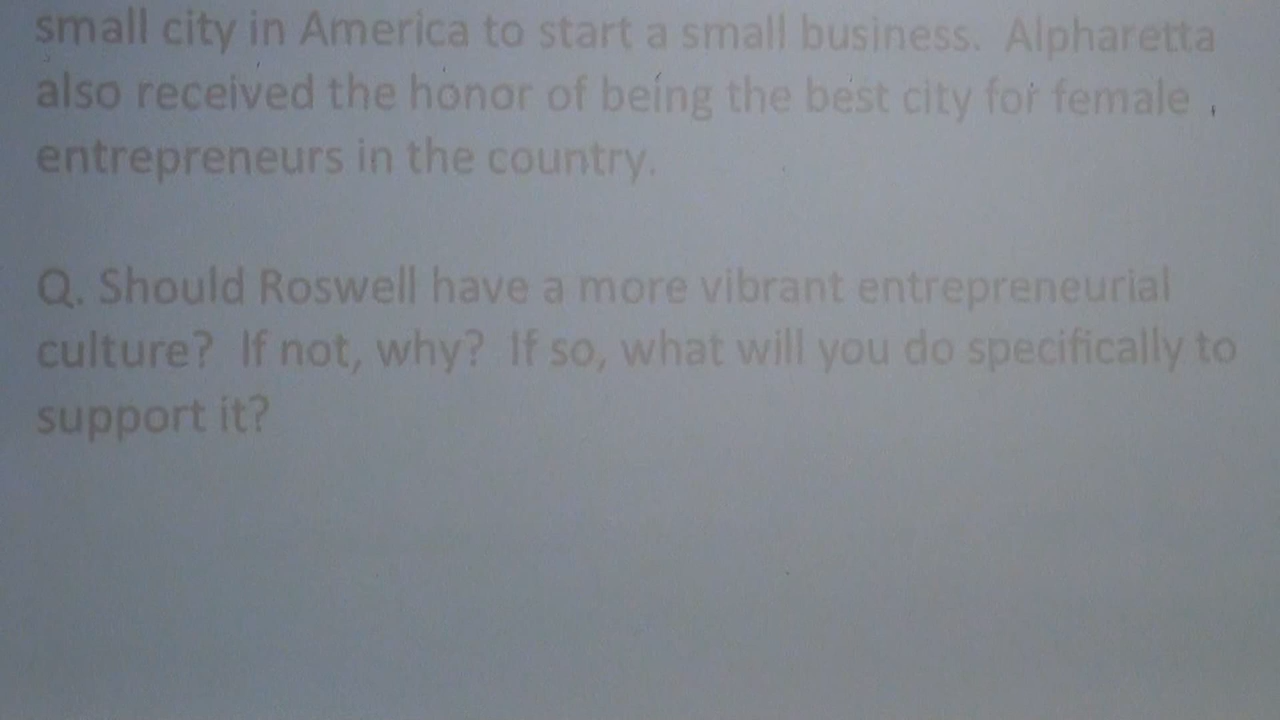 small city in America to start a small business.  Alpharetta
also received the honor of being the best city for female
entrepreneurs in the country.
Q. Should Roswell have a more vibrant entrepreneurial
culture?  If not, why?  If so, what will you do specifically to
support it?